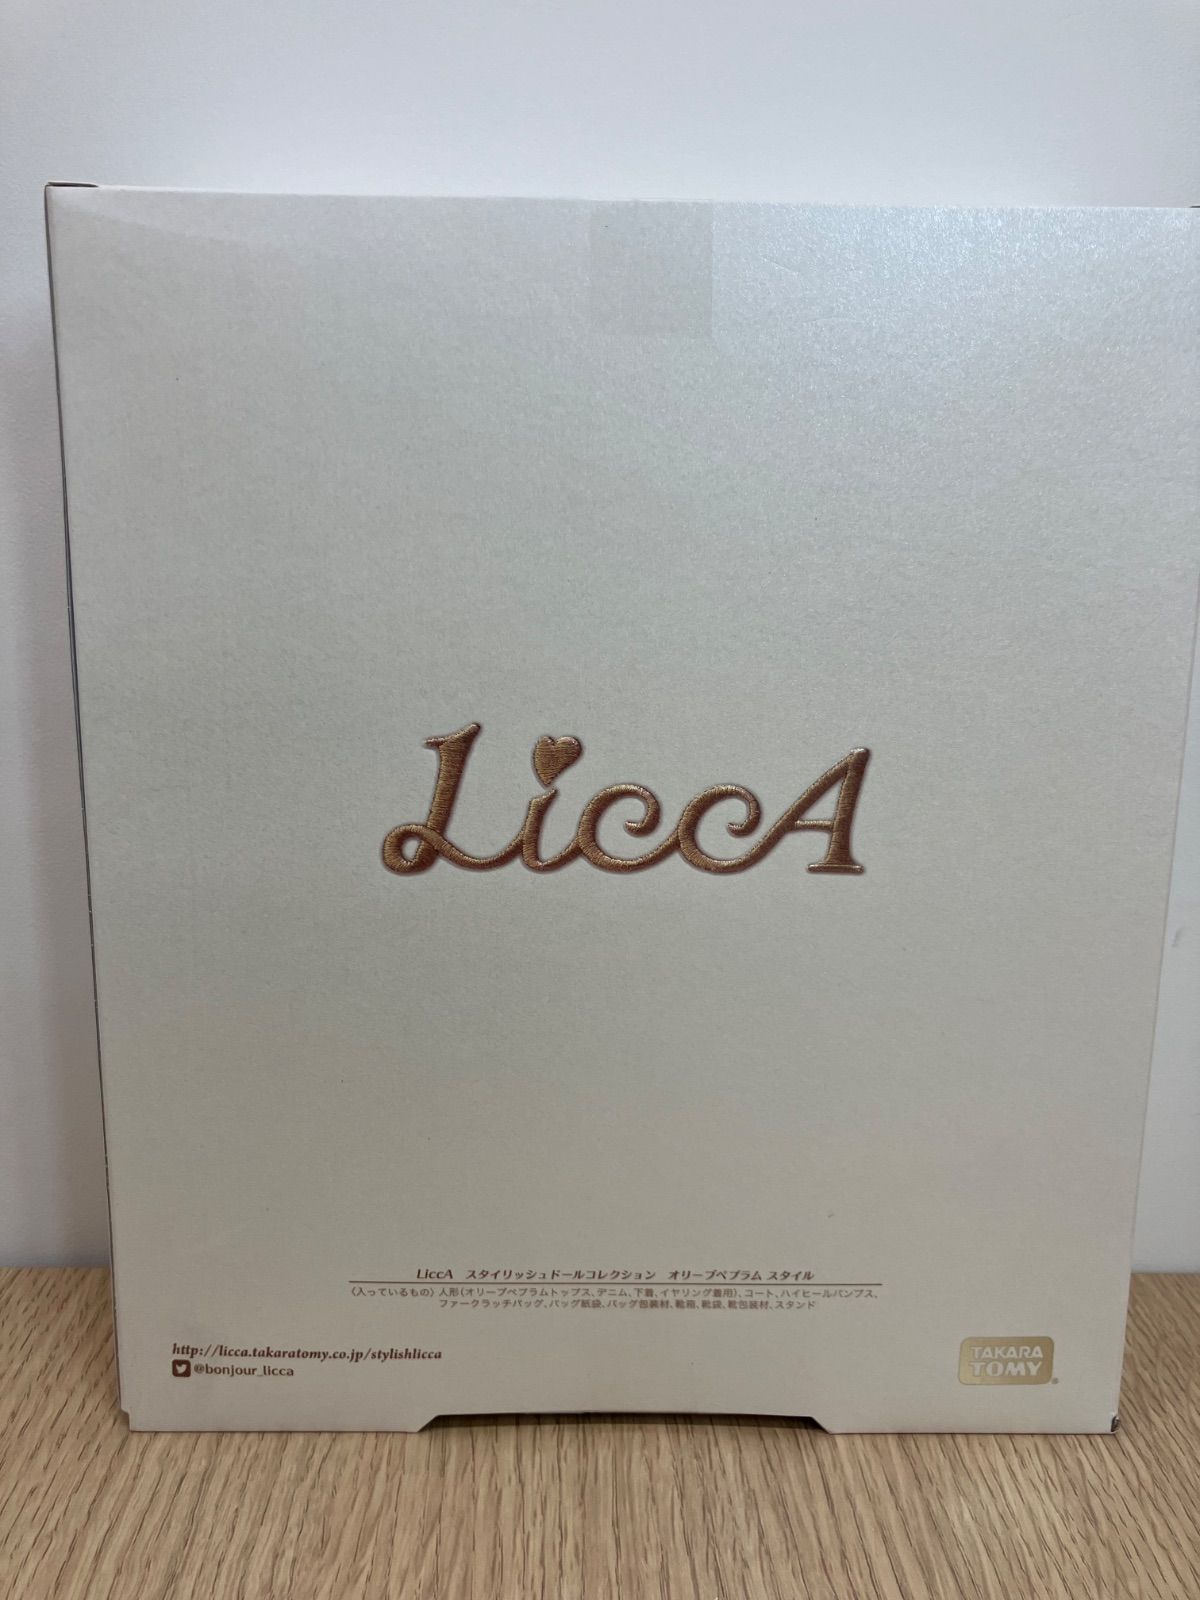 LiccA
LiccA スタイリッシュドールコレクション オリーブペプラム スタイル
〈入っているもの〉人形(オリーブペプラムトップス、デニム、下着、イヤリング着用)、コート、ハイヒールパンプス、
ファークラッチバッグ、バッグ紙袋、バッグ包装材、靴箱、靴袋、靴包装材、スタンド
http://licca.takaratomy.co.jp/stylishlicca
@bonjour_licca
TAKARA
TOMY®